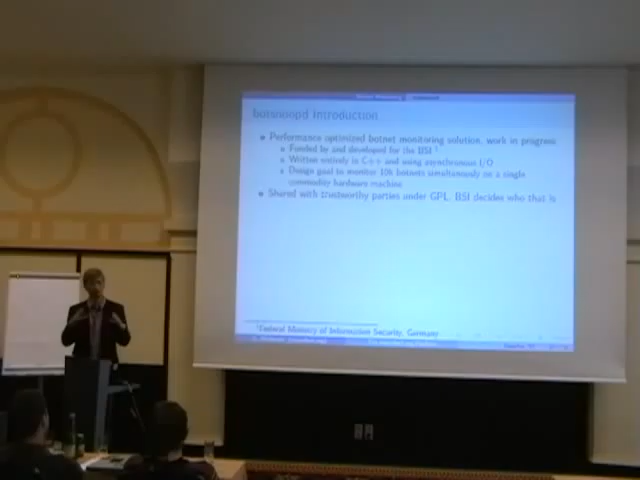 botsnoopd Introduction
Performance optimized botnet monitoring solution, work in progress
Funded by and developed for the BSI 1
Written entirely in C++ and using asynchronous I/O
Design goal to monitor 10k botnets simultaneously on a single
commodity hardware machine
Shared with trustworthy parties under GPL, BSI decides who that is
1 Federal Ministry of Information Security, Germany